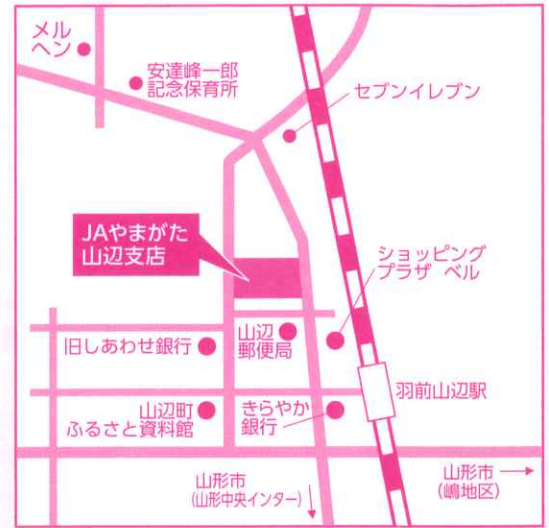 メル
ヘン
安達峰一郎
記念保育所
セブンイレブン
JAやまがた
山辺支店
ショッピング
プラザ ベル
旧しあわせ銀行
山辺
郵便局
羽前山辺駅
山辺町
ふるさと資料館
きらやか
銀行
山形市
(山形中央インター)
山形市
(嶋地区)